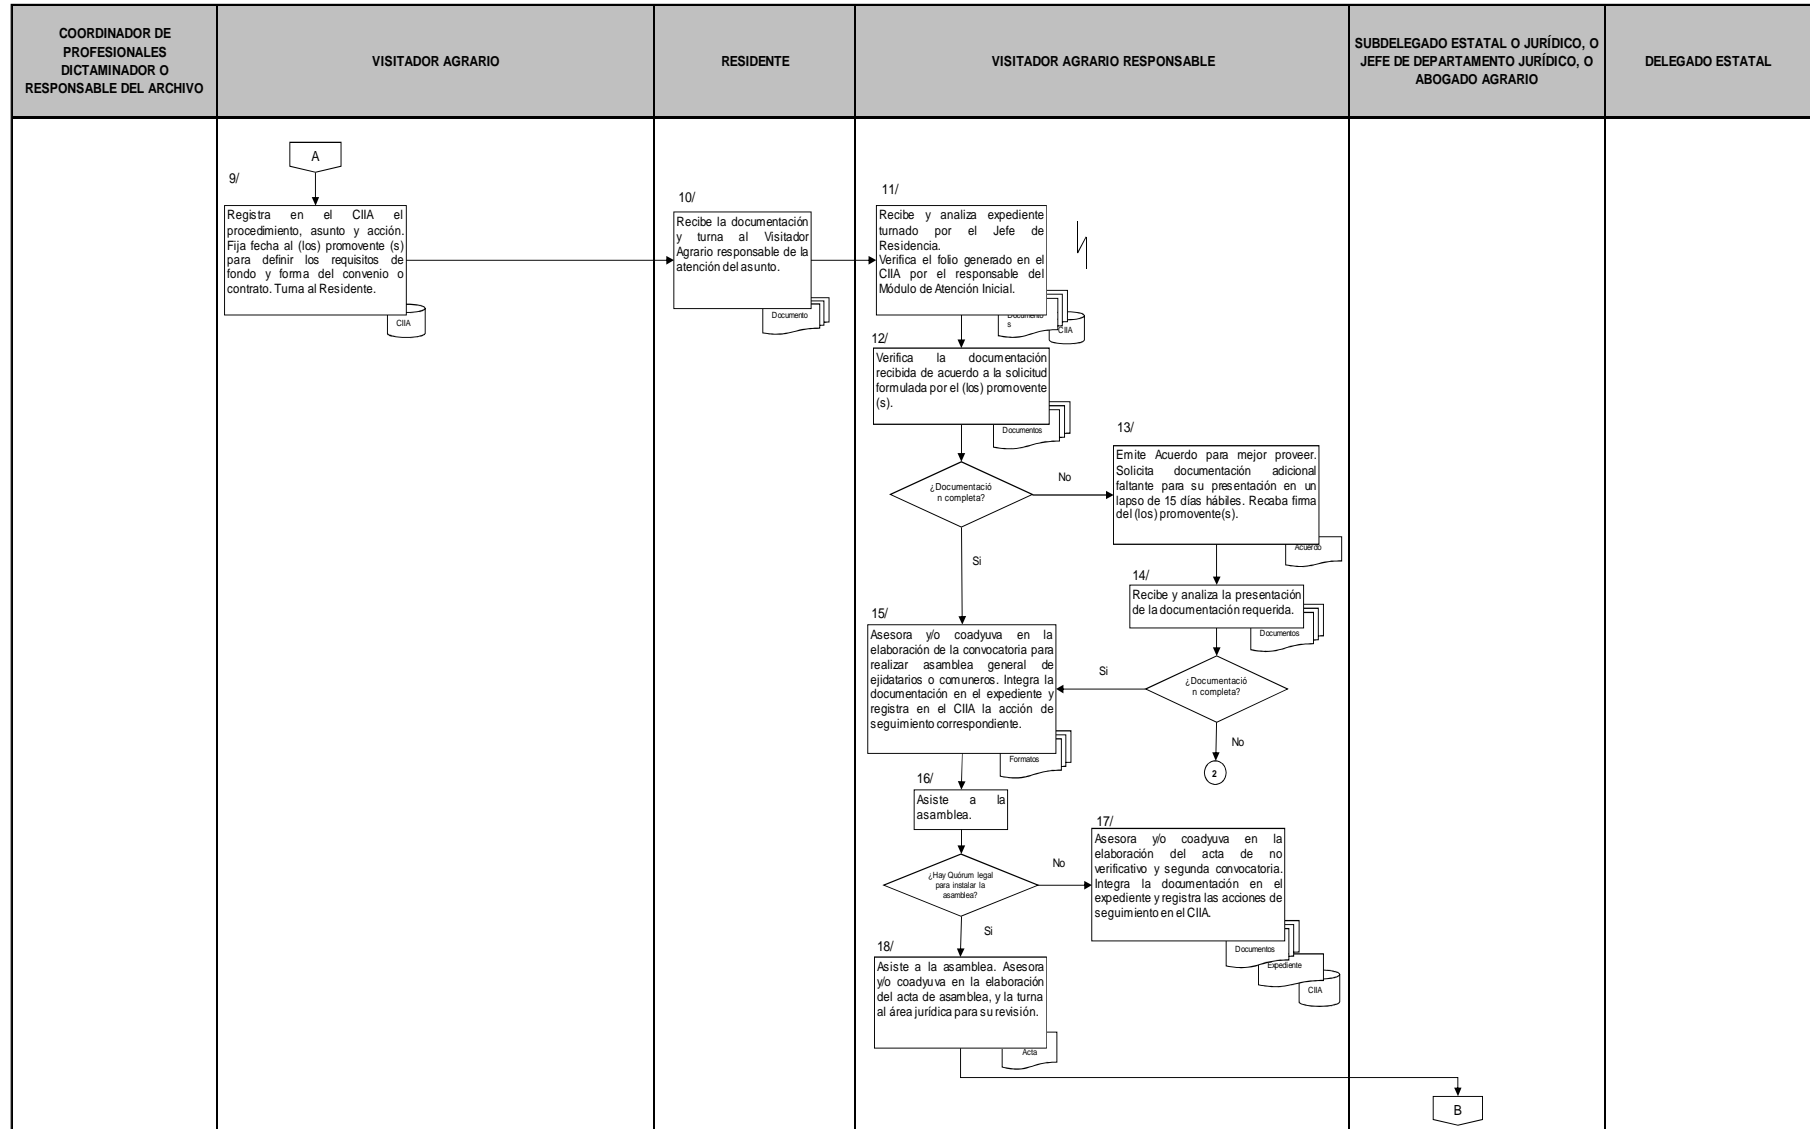 COORDINADOR DE
PROFESIONALES
DICTAMINADOR O
RESPONSABLE DEL ARCHIVO
VISITADOR AGRARIO
RESIDENTE
VISITADOR AGRARIO RESPONSABLE
SUBDELEGADO ESTATAL O JURÍDICO, O
JEFE DE DEPARTAMENTO JURÍDICO, O
ABOGADO AGRARIO
DELEGADO ESTATAL
A
9/
Registra en el CIIA el
procedimiento, asunto y acción.
Fija fecha al (los) promovente (s)
para definir los requisitos de
fondo y forma del convenio o
contrato. Turna al Residente.
CIIA
10/
Recibe la documentación
y turna al Visitador
Agrario responsable de la
atención del asunto.
Documento
11/
Recibe y analiza expediente
turnado por el Jefe de
Residencia.
Verifica el folio generado en el
CIIA por el responsable del
Módulo de Atención Inicial.
Documento
s
CIIA
12/
Verifica la documentación
recibida de acuerdo a la solicitud
formulada por el (los) promovente
(s).
Documentos
¿Documentació
n completa?
No
Si
13/
Emite Acuerdo para mejor proveer.
Solicita documentación adicional
faltante para su presentación en un
lapso de 15 días hábiles. Recaba firma
del (los) promovente(s).
Acuerdo
14/
Recibe y analiza la presentación
de la documentación requerida.
Documentos
¿Documentació
n completa?
Si
No
2
15/
Asesora y/o coadyuva en la
elaboración de la convocatoria para
realizar asamblea general de
ejidatarios o comuneros. Integra la
documentación en el expediente y
registra en el CIIA la acción de
seguimiento correspondiente.
Formatos
16/
Asiste a la
asamblea.
¿Hay Quórum legal
para instalar la
asamblea?
No
Si
17/
Asesora y/o coadyuva en la
elaboración del acta de no
verificativo y segunda convocatoria.
Integra la documentación en el
expediente y registra las acciones de
seguimiento en el CIIA.
Documentos
Expediente
CIIA
18/
Asiste a la asamblea. Asesora
y/o coadyuva en la elaboración
del acta de asamblea, y la turna
al área jurídica para su revisión.
Acta
B